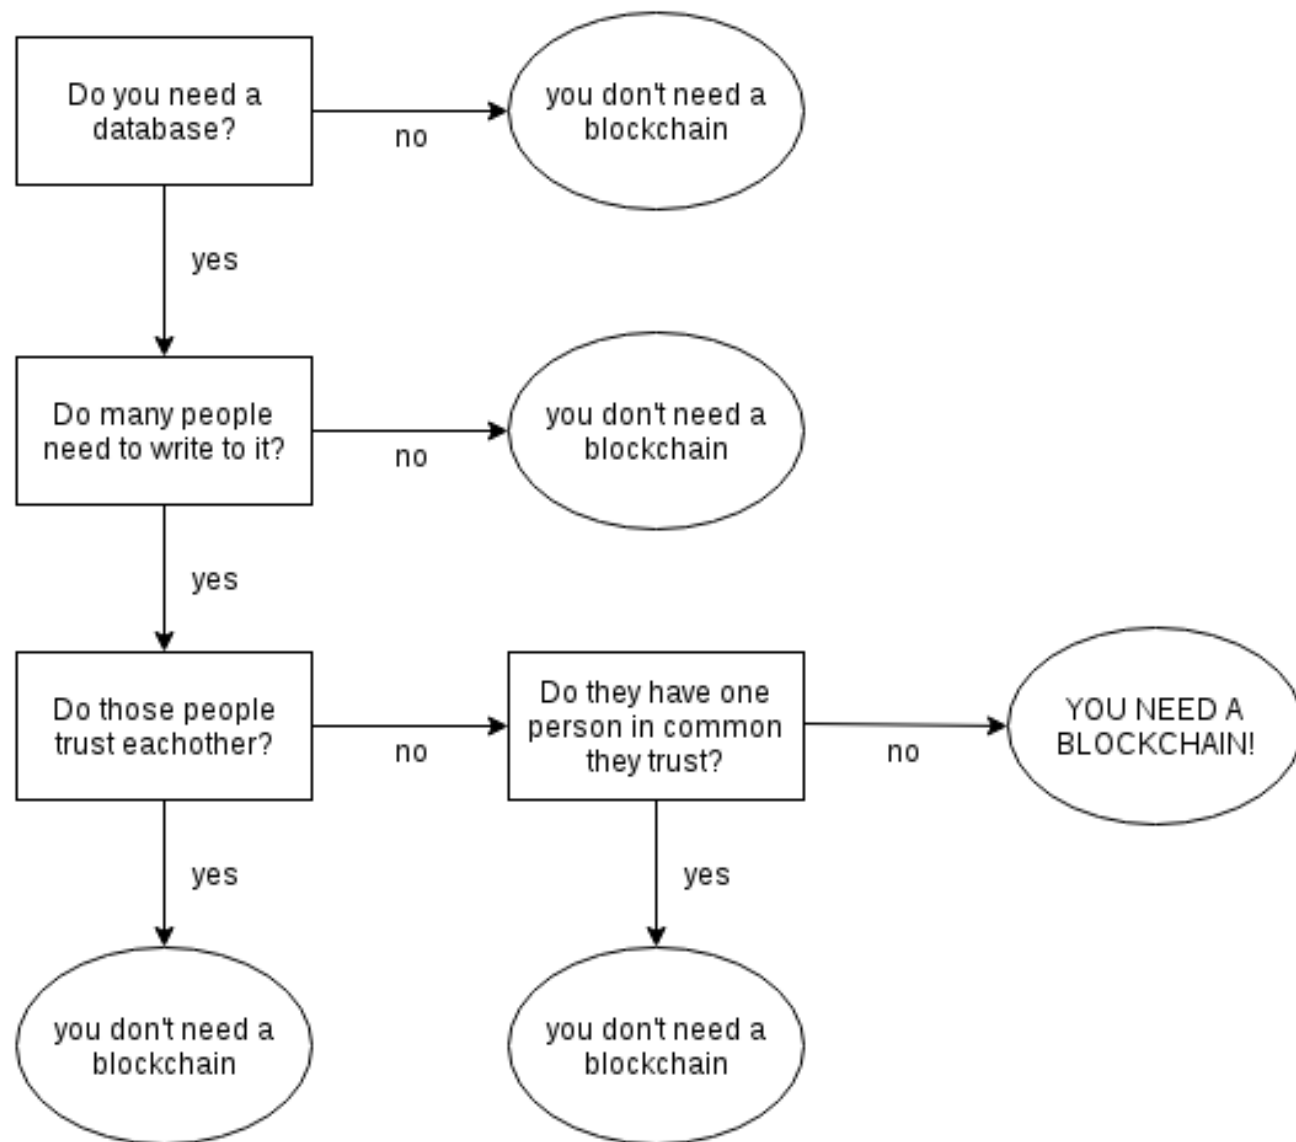 Do you need a
database?
no
you don't need a
blockchain
yes
Do many people
need to write to it?
no
you don't need a
blockchain
yes
Do those people
trust eachother?
no
Do they have one
person in common
they trust?
no
YOU NEED A
BLOCKCHAIN!
yes
yes
you don't need a
blockchain
you don't need a
blockchain